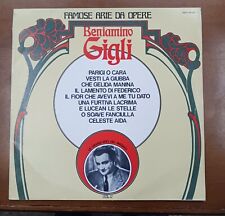 FAMOSE ARIE DA OPERE
Beniamino
Gigli
PARIGI O CARA
VESTI LA GIUBBA
CHE GELIDA MANINA
IL LAMENTO DI FEDERICO
IL FIOR CHE AVEVI A ME TU DATO
UNA FURTIVA LACRIMA
E LUCEAN LE STELLE
O SOAVE FANCIULLA
CELESTE AIDA